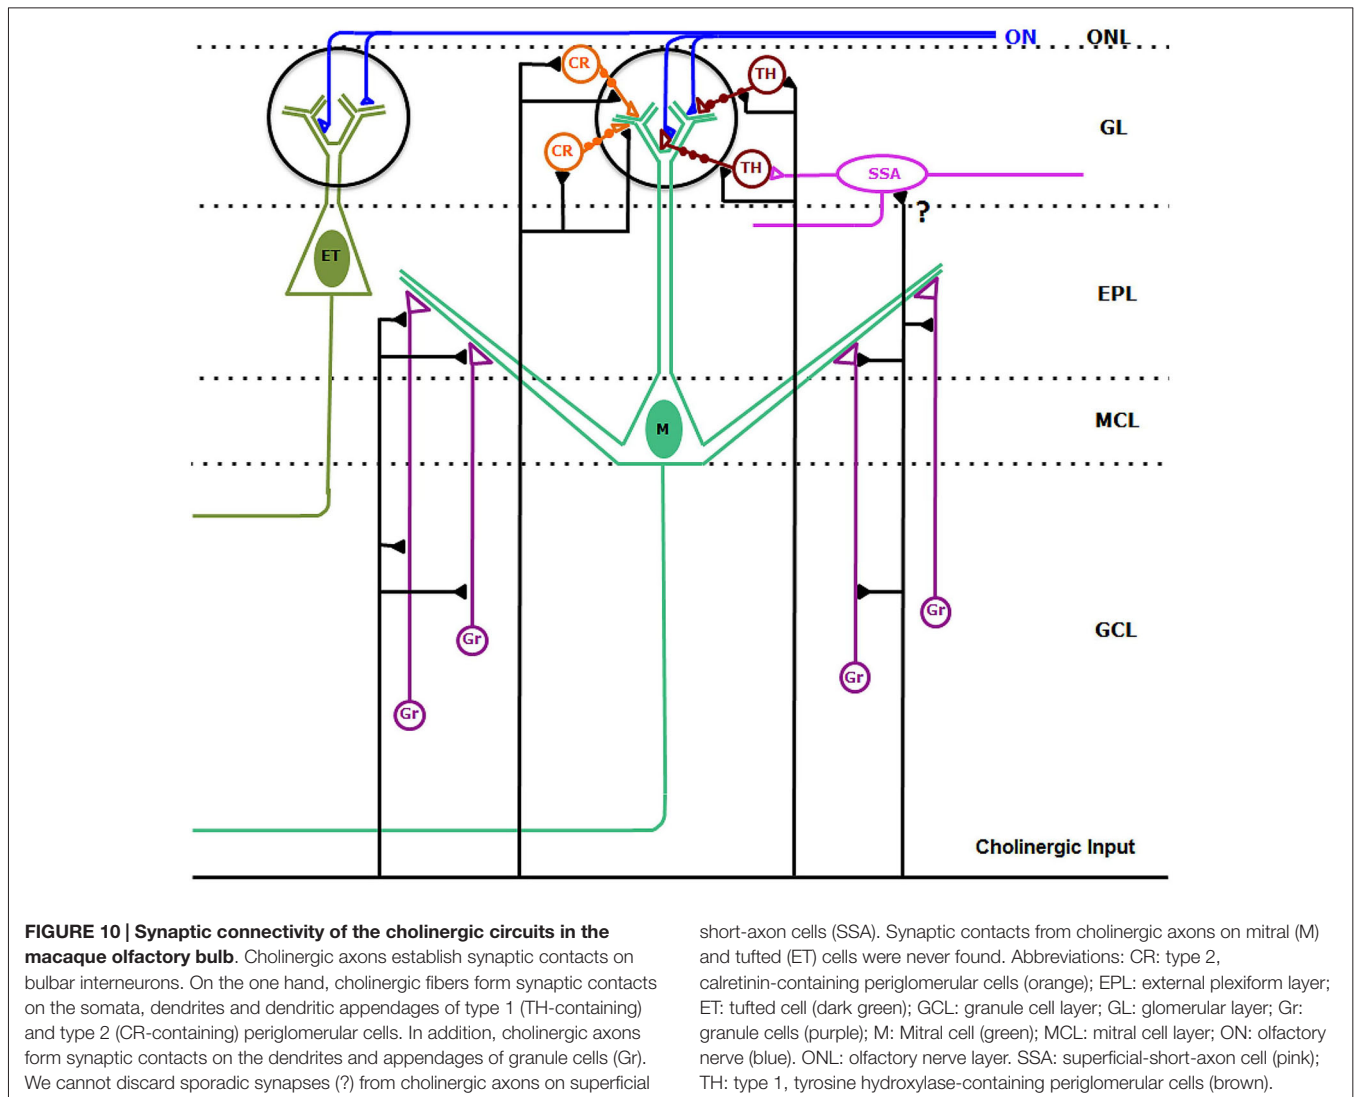 ON
ONL
CR
TH
GL
CR
TH
SSA
?
ET
EPL
M
MCL
Gr
Gr
GCL
Gr
Gr
Cholinergic Input
FIGURE 10 | Synaptic connectivity of the cholinergic circuits in the
macaque olfactory bulb. Cholinergic axons establish synaptic contacts on
bulbar interneurons. On the one hand, cholinergic fibers form synaptic contacts
on the somata, dendrites and dendritic appendages of type 1 (TH-containing)
and type 2 (CR-containing) periglomerular cells. In addition, cholinergic axons
form synaptic contacts on the dendrites and appendages of granule cells (Gr).
We cannot discard sporadic synapses (?) from cholinergic axons on superficial
short-axon cells (SSA). Synaptic contacts from cholinergic axons on mitral (M)
and tufted (ET) cells were never found. Abbreviations: CR: type 2,
calretinin-containing periglomerular cells (orange); EPL: external plexiform layer;
ET: tufted cell (dark green); GCL: granule cell layer; GL: glomerular layer; Gr:
granule cells (purple); M: Mitral cell (green); MCL: mitral cell layer; ON: olfactory
nerve (blue). ONL: olfactory nerve layer. SSA: superficial-short-axon cell (pink);
TH: type 1, tyrosine hydroxylase-containing periglomerular cells (brown).